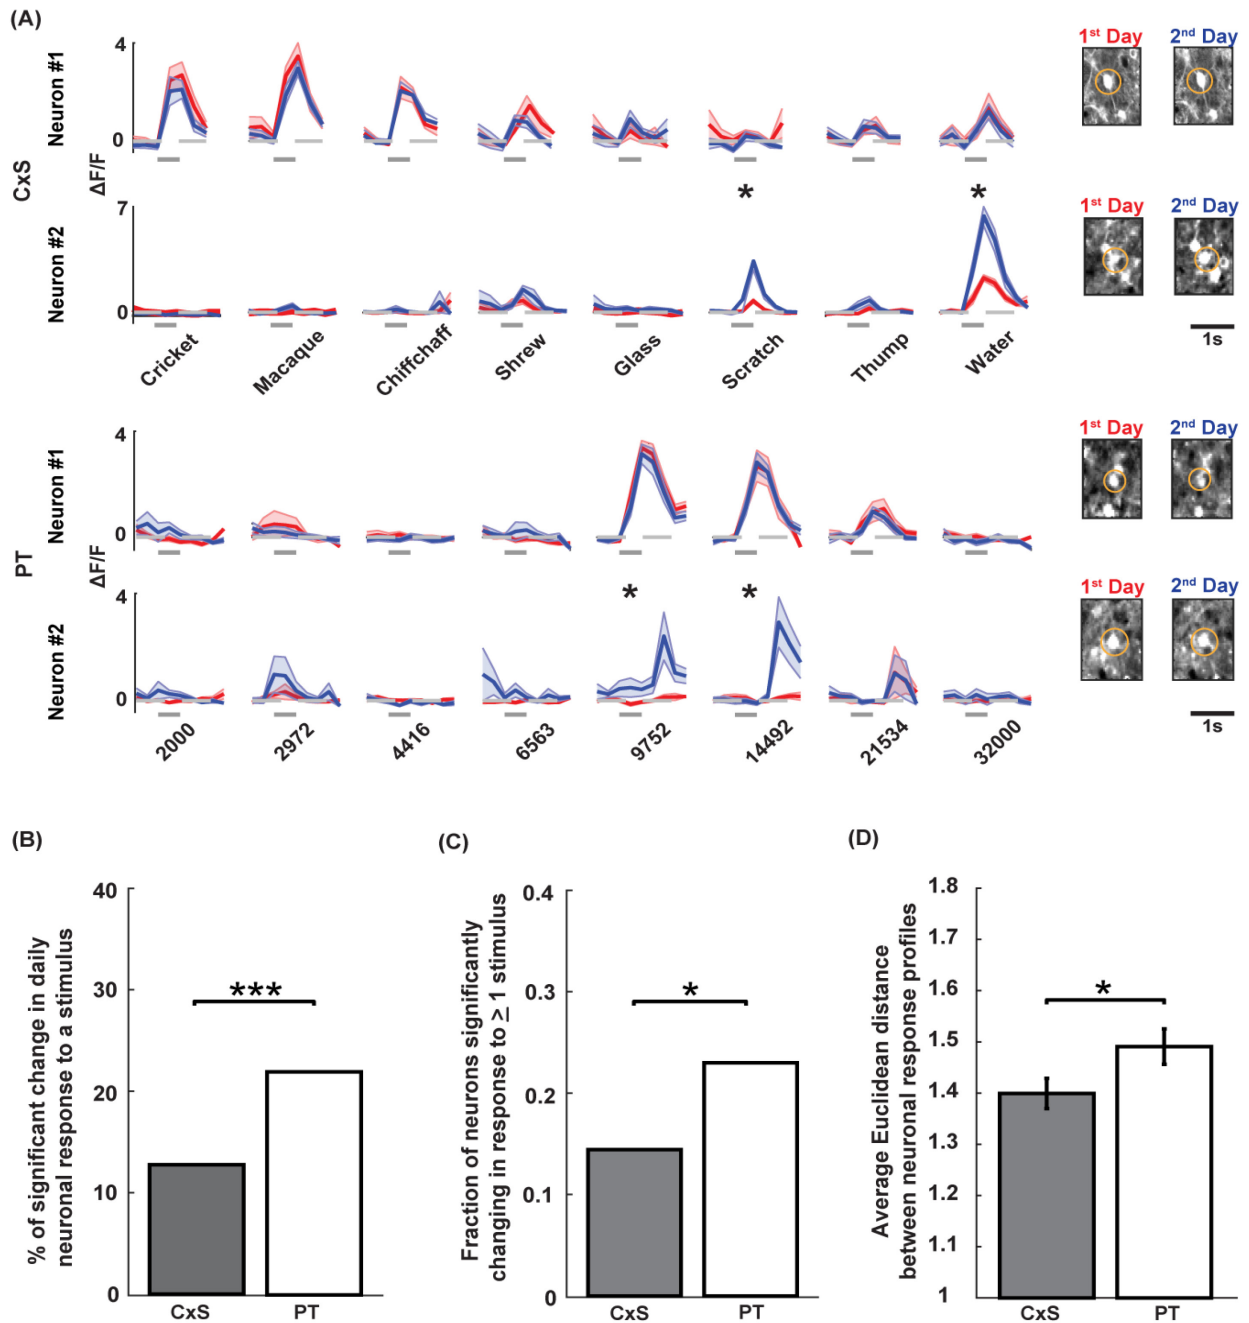 (A)
CxS
Neuron #1
4
0
ΔF/F
1st Day
2nd Day
Neuron #2
7
0
*
*
1st Day
2nd Day
Cricket
Macaque
Chiffchaff
Shrew
Glass
Scratch
Thump
Water
1s
PT
Neuron #1
4
0
ΔF/F
1st Day
2nd Day
Neuron #2
4
0
*
*
1st Day
2nd Day
2000
2972
4416
6563
9752
14492
21534
32000
1s
(B)
% of significant change in daily
neuronal response to a stimulus
40
30
20
10
0
***
CxS
PT
(C)
Fraction of neurons significantly
changing in response to ≥ 1 stimulus
0.4
0.3
0.2
0.1
0
*
CxS
PT
(D)
Average Euclidean distance
between neuronal response profiles
1.8
1.7
1.6
1.5
1.4
1.3
1.2
1.1
1
*
CxS
PT